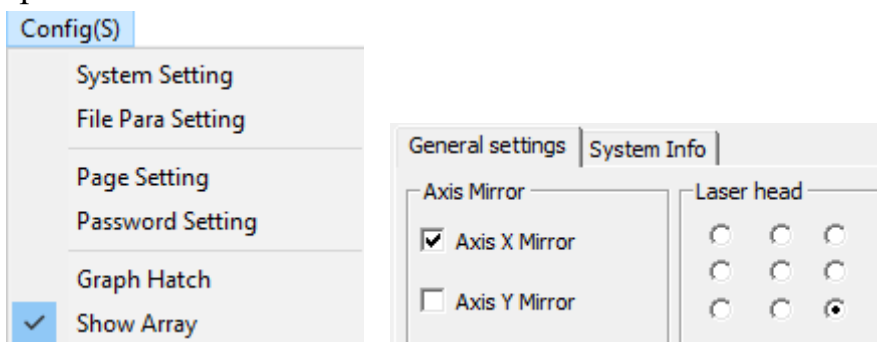 Config(S)
System Setting
File Para Setting
Page Setting
Password Setting
Graph Hatch
Show Array
General settings
System Info
Axis Mirror
Axis X Mirror
Axis Y Mirror
Laser head